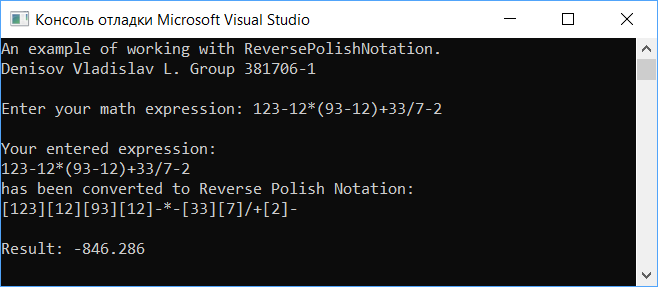 Консоль отладки Microsoft Visual Studio
An example of working with ReversePolishNotation.
Denisov Vladislav L. Group 381706-1
Enter your math expression: 123-12*(93-12)+33/7-2
Your entered expression:
123-12*(93-12)+33/7-2
has been converted to Reverse Polish Notation:
[123][12][93][12]-*-[33][7]/+[2]-
Result: -846.286